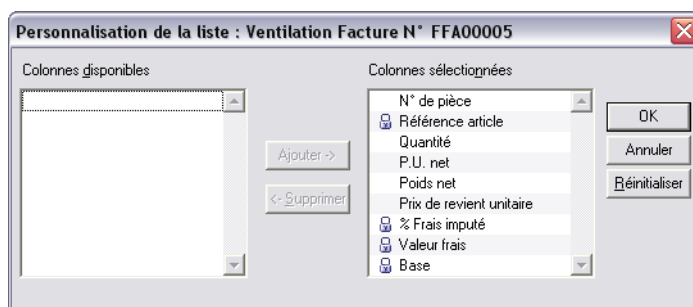 Personnalisation de la liste : Ventilation Facture N° FFA00005
Colonnes disponibles
Colonnes sélectionnées
N° de pièce
Référence article
Quantité
P.U. net
Poids net
Prix de revient unitaire
% Frais imputé
Valeur frais
Base
Ajouter ->
<- Supprimer
OK
Annuler
Réinitialiser